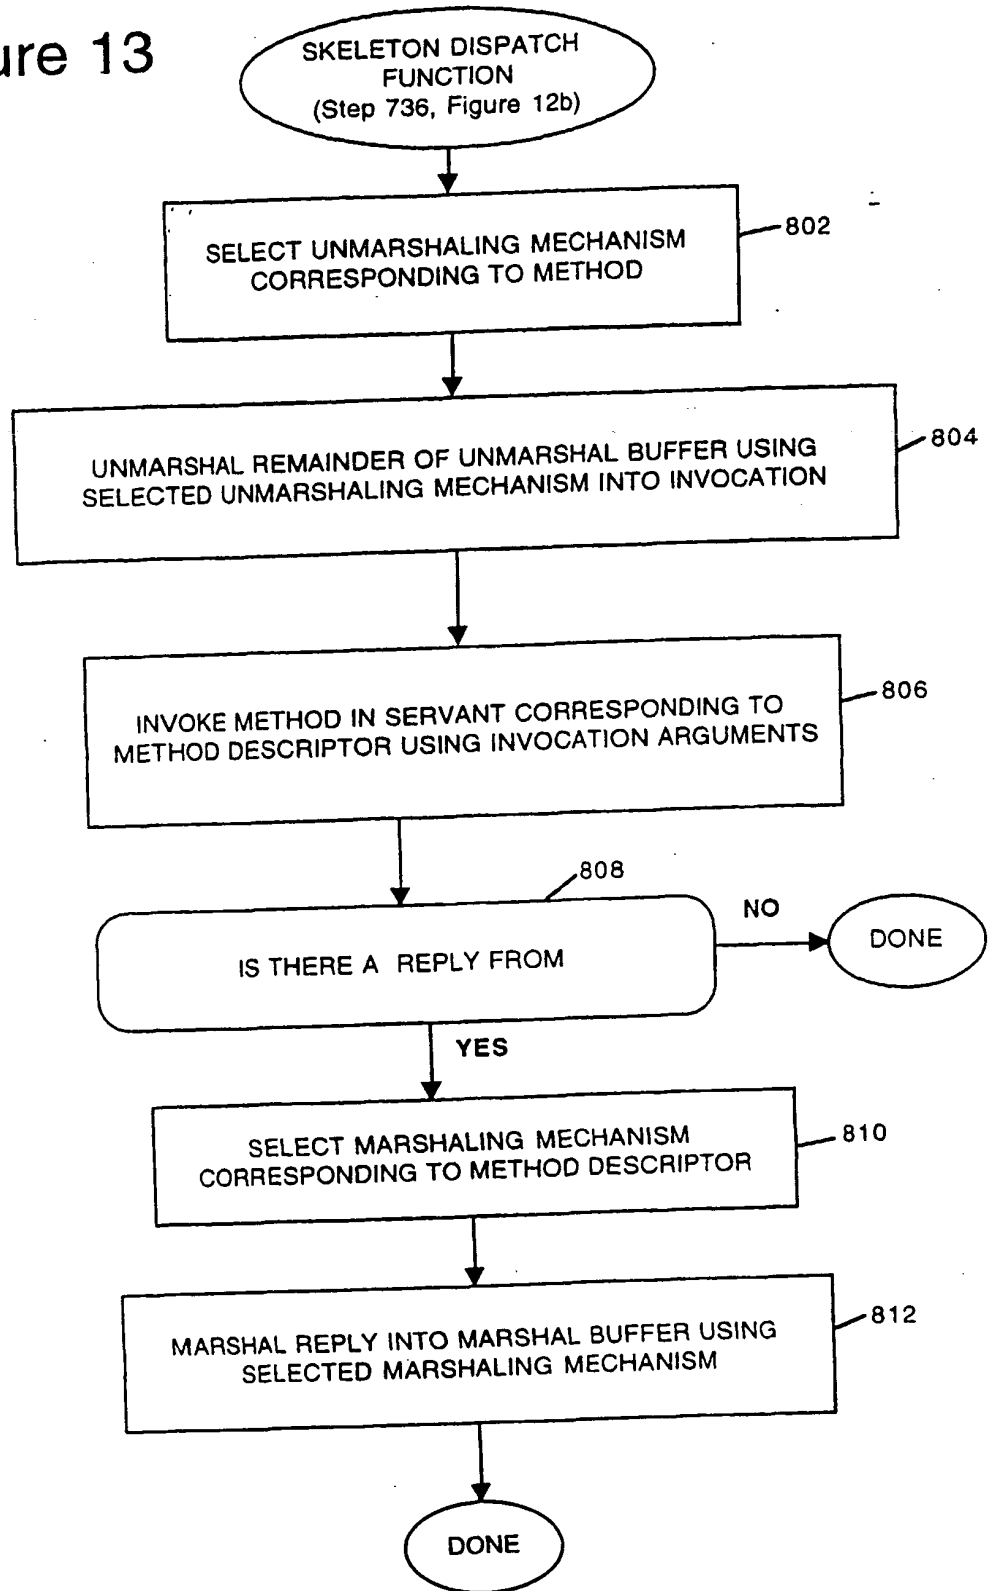 ure 13
SKELETON DISPATCH
FUNCTION
(Step 736, Figure 12b)
802
SELECT UNMARSHALING MECHANISM
CORRESPONDING TO METHOD
804
UNMARSHAL REMAINDER OF UNMARSHAL BUFFER USING
SELECTED UNMARSHALING MECHANISM INTO INVOCATION
806
INVOKE METHOD IN SERVANT CORRESPONDING TO
METHOD DESCRIPTOR USING INVOCATION ARGUMENTS
808
IS THERE A REPLY FROM
NO
DONE
YES
810
SELECT MARSHALING MECHANISM
CORRESPONDING TO METHOD DESCRIPTOR
812
MARSHAL REPLY INTO MARSHAL BUFFER USING
SELECTED MARSHALING MECHANISM
DONE